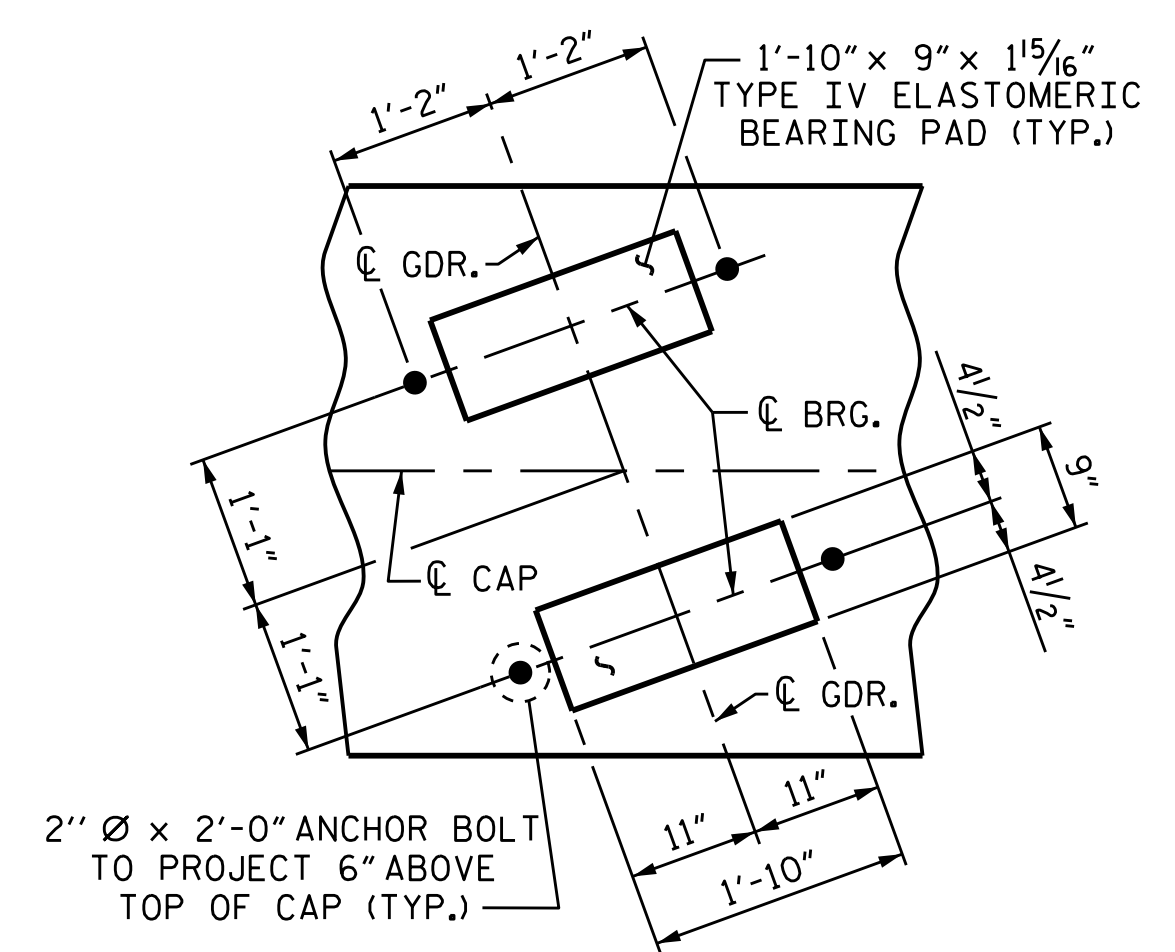 1'-2"
1'-2"
1'-10" x 9" x 1 15/16"
TYPE IV ELASTOMERIC
BEARING PAD (TYP.)
℄ GDR.
℄ BRG.
4 1/2"
9"
1'-1"
℄ CAP
4 1/2"
1'-1"
℄ GDR.
11"
11"
1'-10"
2'' Ø x 2'-0" ANCHOR BOLT
TO PROJECT 6" ABOVE
TOP OF CAP (TYP.)